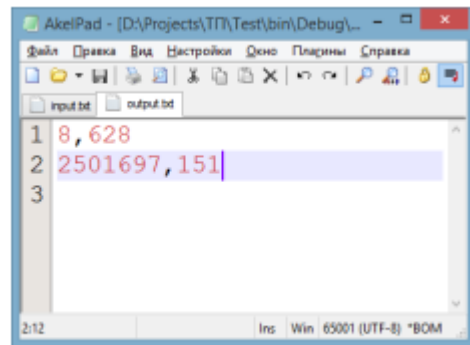 AkelPad - [D:\Projects\ТП\Test\bin\Debug\...
Файл Правка Вид Настройки Окно Плагины Справка
input.txt output.txt
1 8,628
2 2501697,151
3
2:12 Ins Win 65001 (UTF-8) *BOM